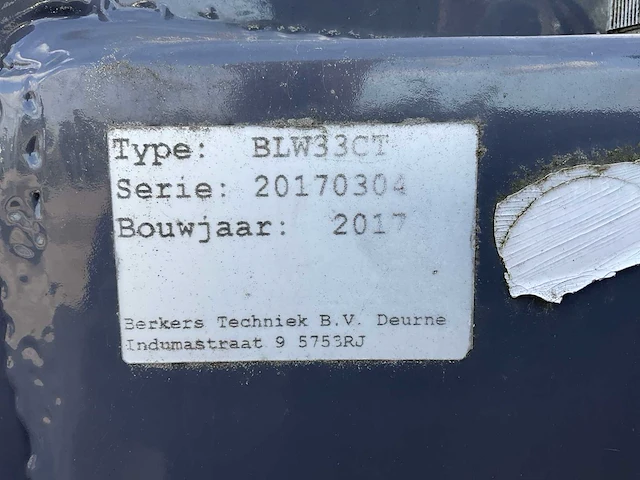 Type: BLW33CT
Serie: 20170304
Bouwjaar: 2017
Berkers Techniek B.V. Deurne
Indumastraat 9 5753RJ